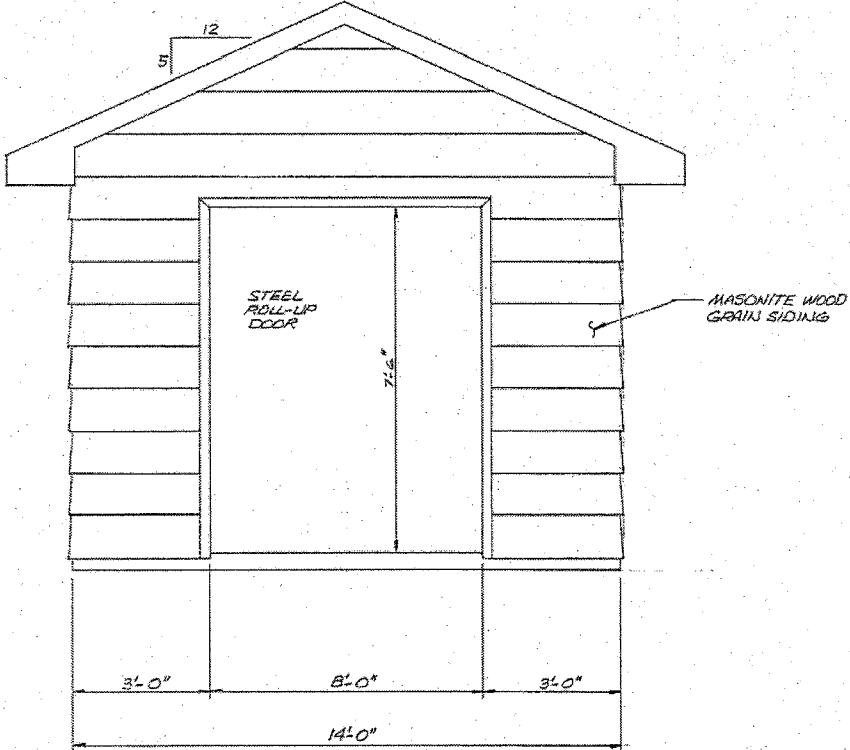 12
5
STEEL
ROLL-UP
DOOR
MASONITE WOOD
GRAIN SIDING
7'-6"
3'-0"
8'-0"
3'-0"
14'-0"